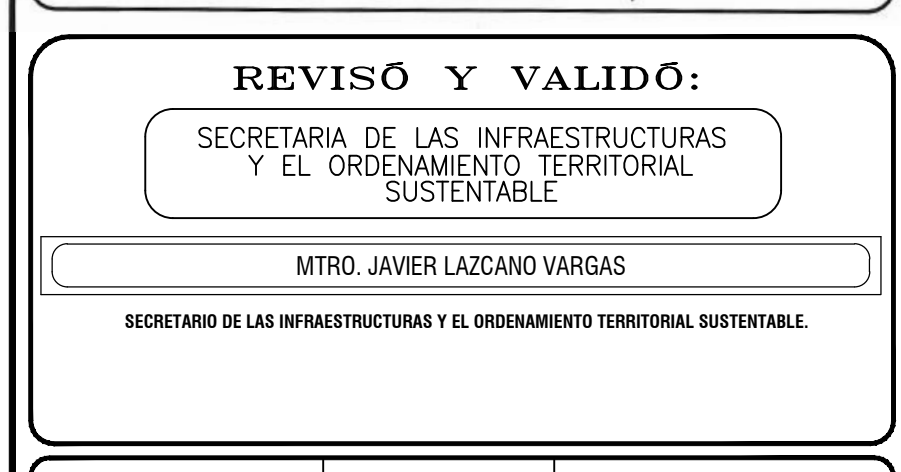 REVISÓ Y VALIDÓ:
SECRETARIA DE LAS INFRAESTRUCTURAS
Y EL ORDENAMIENTO TERRITORIAL
SUSTENTABLE
MTRO. JAVIER LAZCANO VARGAS
SECRETARIO DE LAS INFRAESTRUCTURAS Y EL ORDENAMIENTO TERRITORIAL SUSTENTABLE.